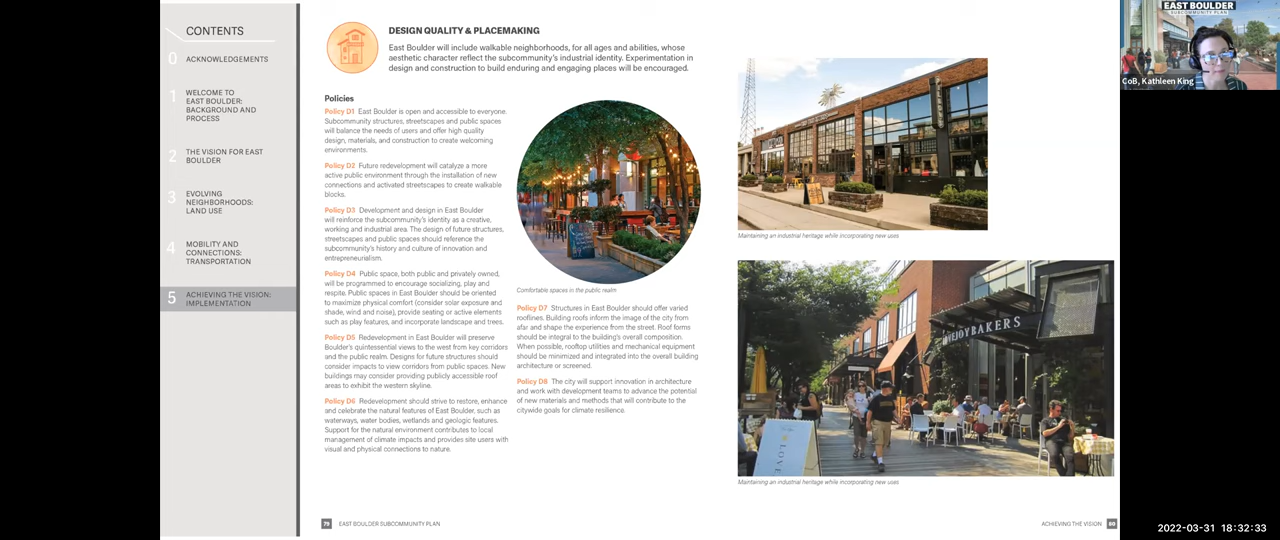 CONTENTS
0 ACKNOWLEDGEMENTS
1 WELCOME TO
EAST BOULDER:
BACKGROUND AND
PROCESS
2 THE VISION FOR EAST
BOULDER
3 EVOLVING
NEIGHBORHOODS:
LAND USE
4 MOBILITY AND
CONNECTIONS:
TRANSPORTATION
5 ACHIEVING THE VISION:
IMPLEMENTATION
DESIGN QUALITY & PLACEMAKING
East Boulder will include walkable neighborhoods, for all ages and abilities, whose
aesthetic character reflect the subcommunity's industrial identity. Experimentation in
design and construction to build enduring and engaging places will be encouraged.
Policies
Policy D1 East Boulder is open and accessible to everyone.
Subcommunity structures, streetscapes and public spaces
will balance the needs of users and offer high quality
design, materials, and construction to create welcoming
environments.
Policy D2 Future redevelopment will catalyze a more
active public environment through the installation of new
connections and activated streetscapes to create walkable
blocks.
Policy D3 Development and design in East Boulder
will reinforce the subcommunity's identity as a creative,
working and industrial area. The design of future structures,
streetscapes and public spaces should reference the
subcommunity's history and culture of innovation and
entrepreneurialism.
Policy D4 Public space, both public and privately owned,
will be programmed to encourage socializing, play and
respite. Public spaces in East Boulder should be oriented
to maximize physical comfort (consider solar exposure and
shade, wind and noise), provide seating or active elements
such as play features, and incorporate landscape and trees.
Policy D5 Redevelopment in East Boulder will preserve
Boulder's quintessential views to the west from key corridors
and the public realm. Designs for future structures should
consider impacts to view corridors from public spaces. New
buildings may consider providing publicly accessible roof
areas to exhibit the western skyline.
Policy D6 Redevelopment should strive to restore, enhance
and celebrate the natural features of East Boulder, such as
waterways, water bodies, wetlands and geologic features.
Support for the natural environment contributes to local
management of climate impacts and provides site users with
visual and physical connections to nature.
Comfortable spaces in the public realm
Policy D7 Structures in East Boulder should offer varied
rooflines. Building roofs inform the image of the city from
afar and shape the experience from the street. Roof forms
should be integral to the building's overall composition.
When possible, rooftop utilities and mechanical equipment
should be minimized and integrated into the overall building
architecture or screened.
Policy D8 The city will support innovation in architecture
and work with development teams to advance the potential
of new materials and methods that will contribute to the
citywide goals for climate resilience.
Maintaining an industrial heritage while incorporating new uses
LOVEJOY BAKERS
LOVE
Maintaining an industrial heritage while incorporating new uses
79 EAST BOULDER SUBCOMMUNITY PLAN
ACHIEVING THE VISION 80
EAST BOULDER
SUBCOMMUNITY PLAN
CoB, Kathleen King
2022-03-31 18:32:33